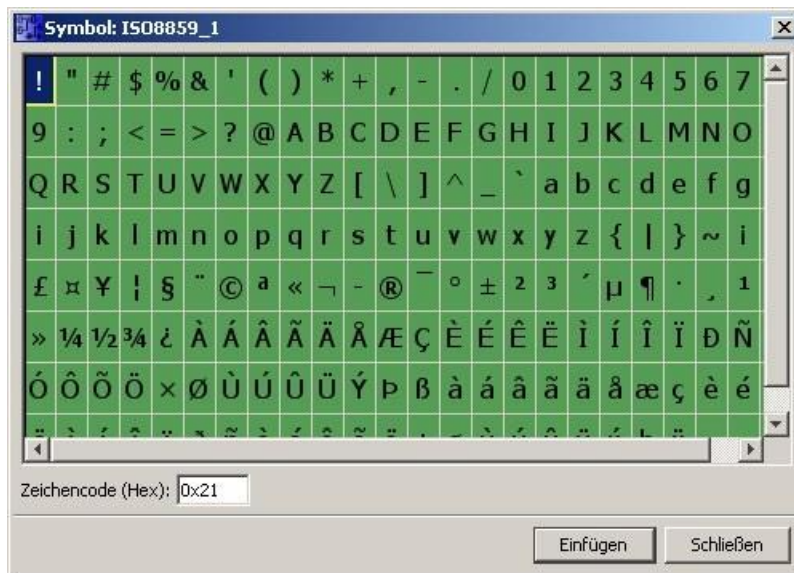 Symbol: ISO8859_1
! " # $ % & ' ( ) * + , - . / 0 1 2 3 4 5 6 7
9 : ; < = > ? @ A B C D E F G H I J K L M N O
Q R S T U V W X Y Z [ \ ] ^ _ ` a b c d e f g
i j k l m n o p q r s t u v w x y z { | } ~ ¡
£ ¤ ¥ ¦ § ¨ © ª « ¬ - ® ¯ ° ± ² ³ ´ µ ¶ · ¸ ¹
» ¼ ½ ¾ ¿ À Á Â Ã Ä Å Æ Ç È É Ê Ë Ì Í Î Ï Ð Ñ
Ó Ô Õ Ö × Ø Ù Ú Û Ü Ý Þ ß à á â ã ä å æ ç è é
Zeichencode (Hex): 0x21
Einfügen Schließen